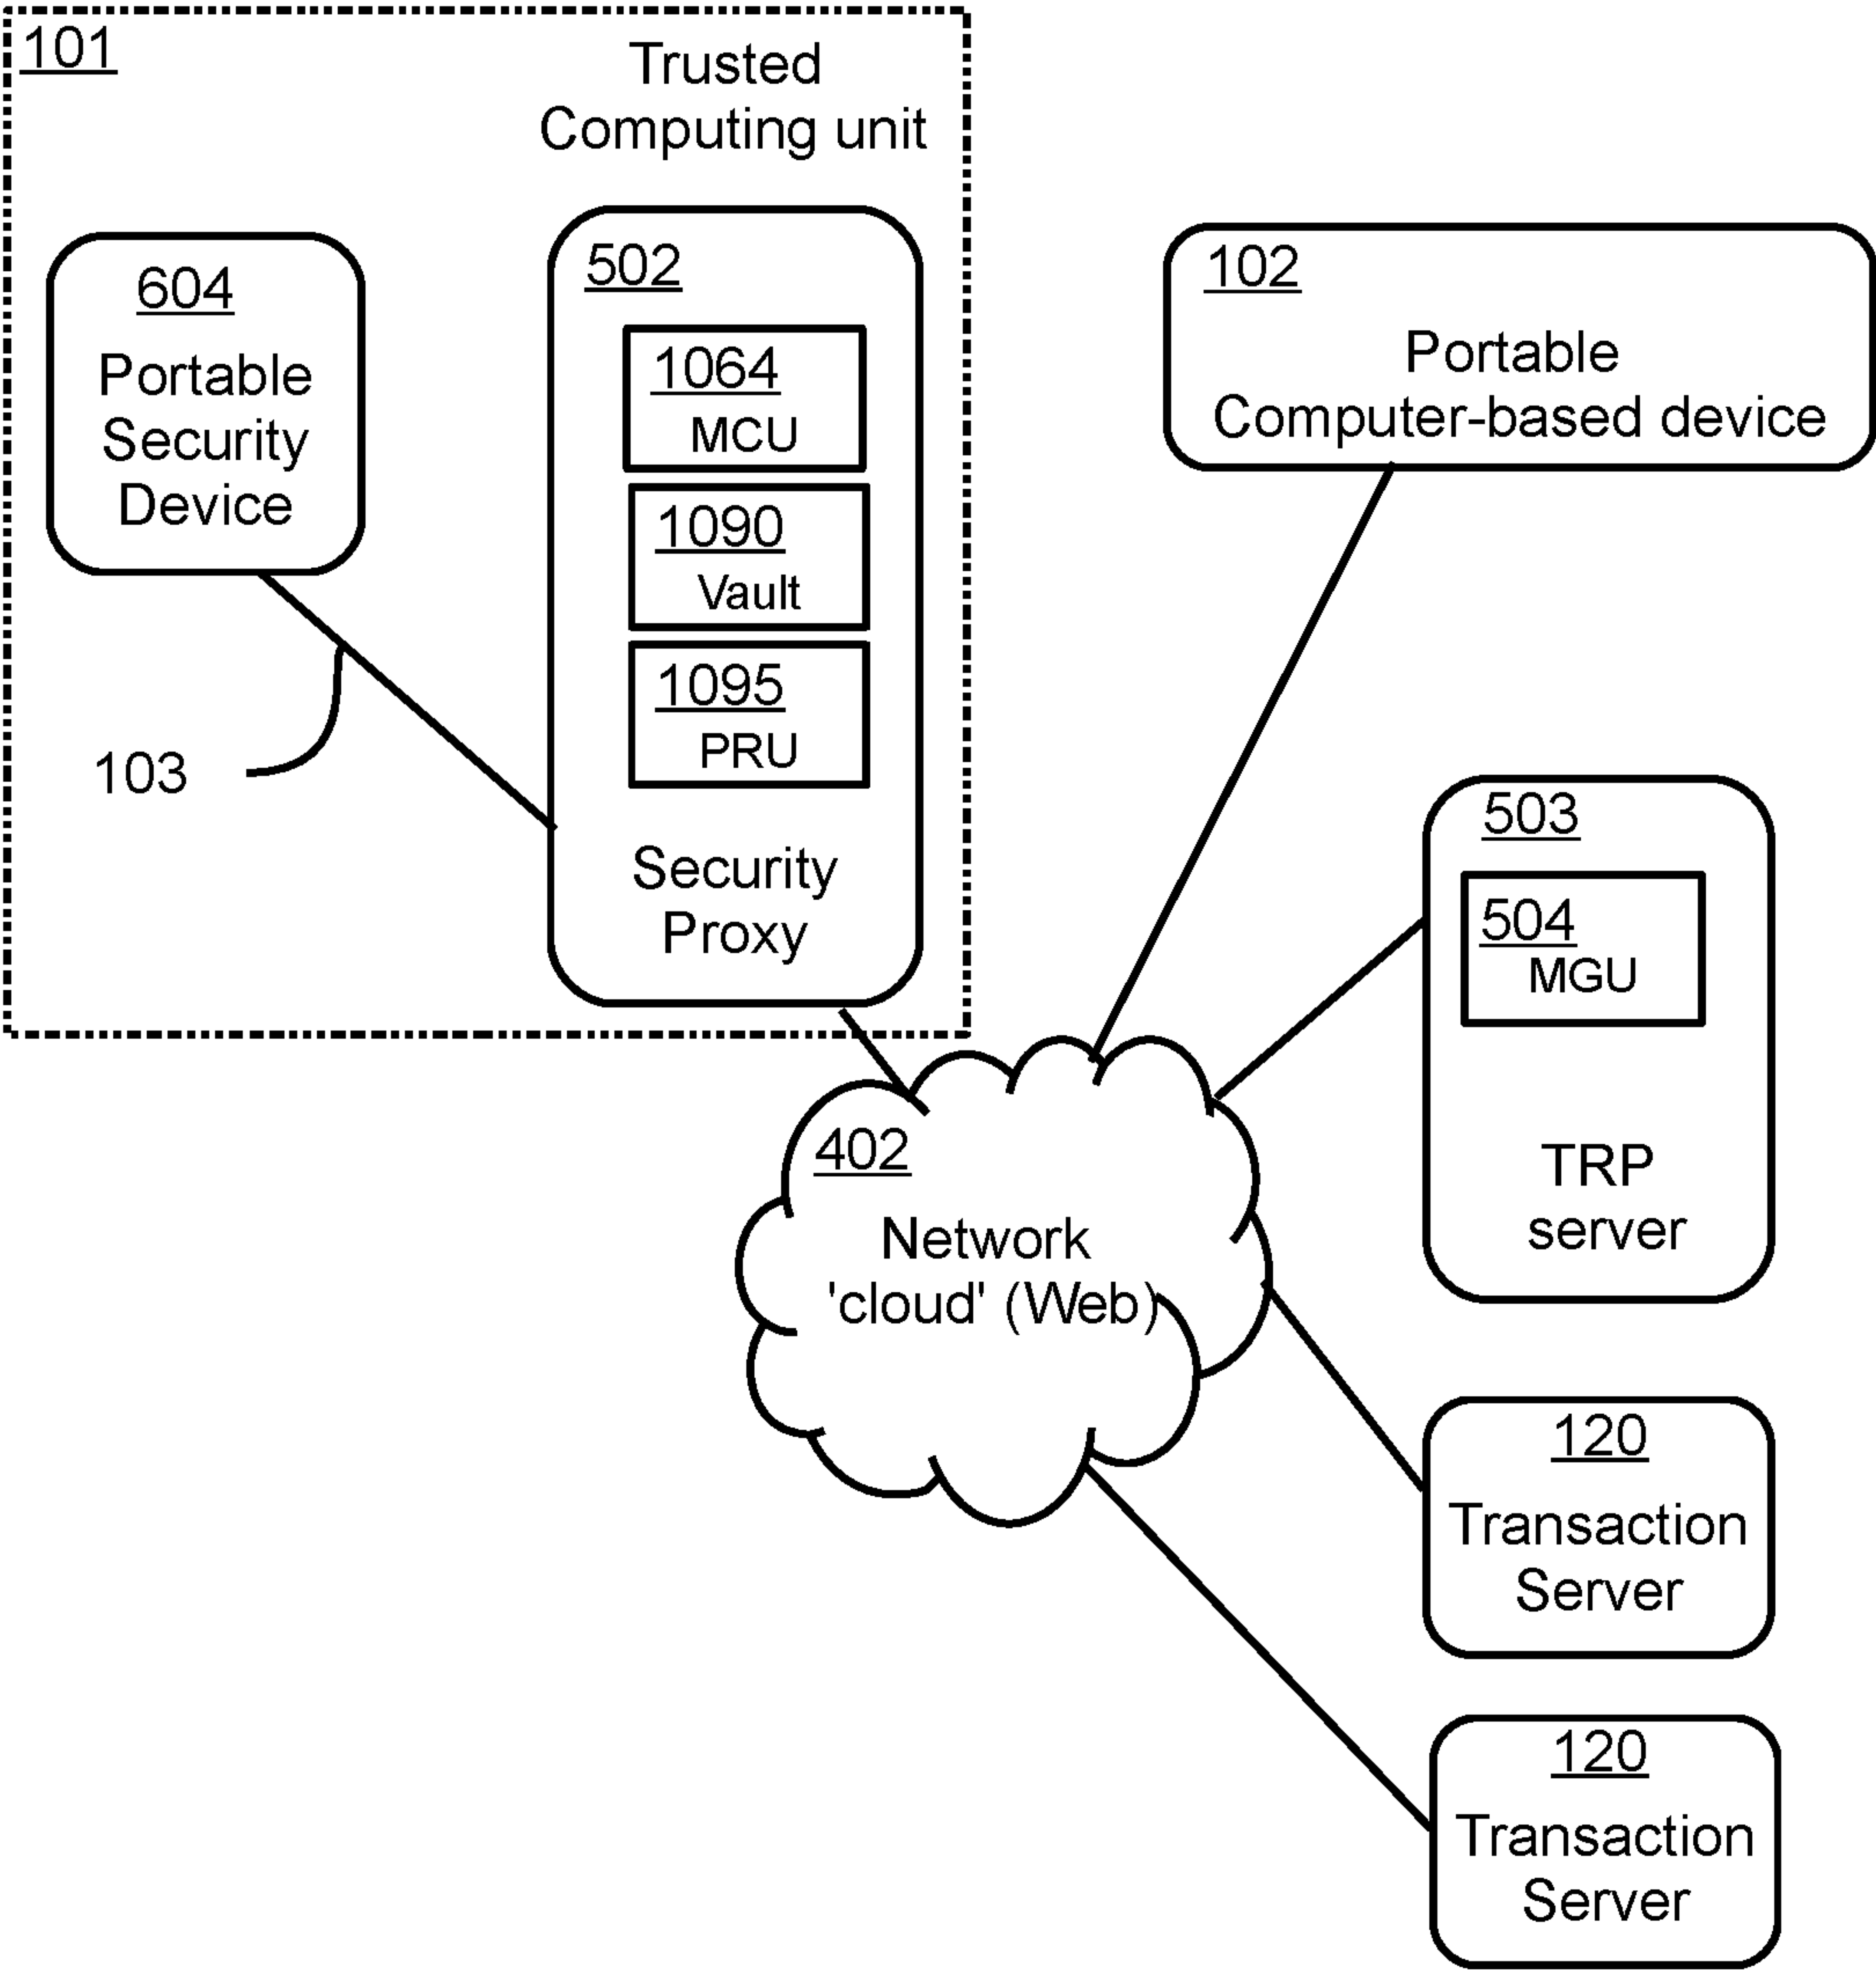 101
Trusted
Computing unit
604
Portable
Security
Device
103
502
1064
MCU
1090
Vault
1095
PRU
Security
Proxy
102
Portable
Computer-based device
503
504
MGU
TRP
server
402
Network
'cloud' (Web)
120
Transaction
Server
120
Transaction
Server